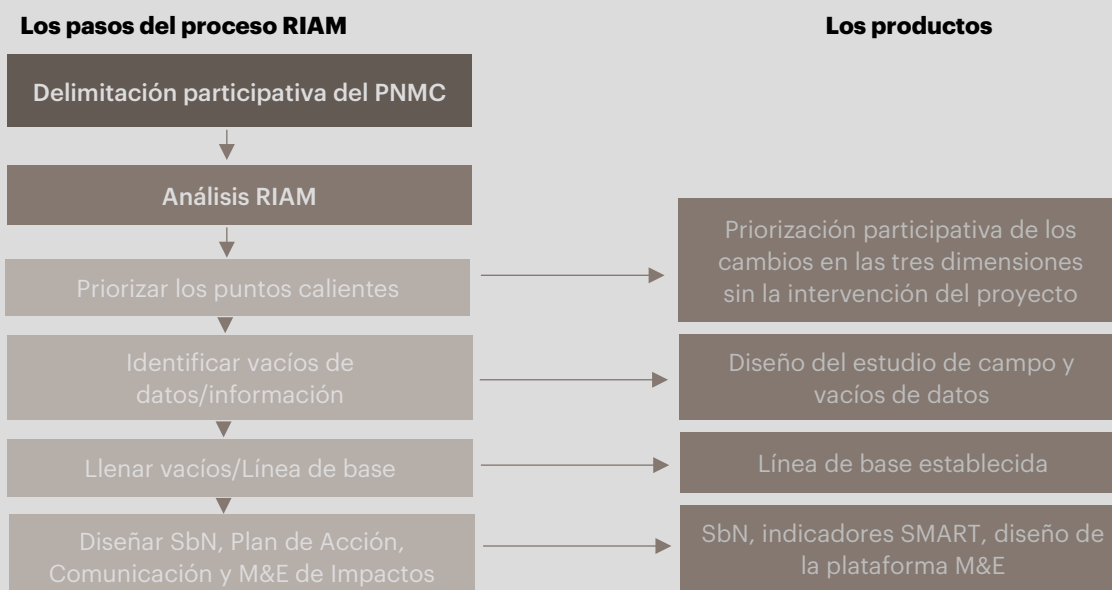 Los pasos del proceso RIAM
Los productos
Delimitación participativa del PNMC
Análisis RIAM
Priorizar los puntos calientes
Priorización participativa de los
cambios en las tres dimensiones
sin la intervención del proyecto
Identificar vacíos de
datos/información
Diseño del estudio de campo y
vacíos de datos
Llenar vacíos/Línea de base
Línea de base establecida
Diseñar SbN, Plan de Acción,
Comunicación y M&E de Impactos
SbN, indicadores SMART, diseño de
la plataforma M&E